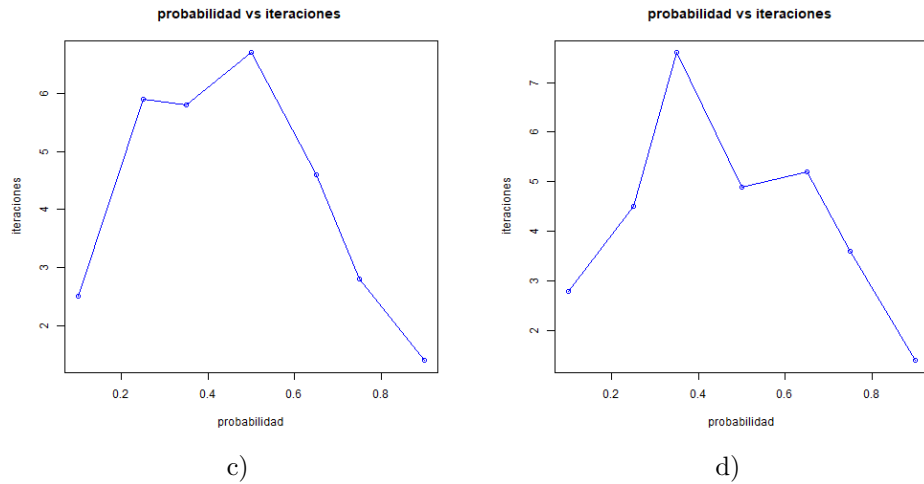 probabilidad vs iteraciones
iteraciones
6
5
4
3
2
0.2 0.4 0.6 0.8
probabilidad
c)
probabilidad vs iteraciones
iteraciones
7
6
5
4
3
2
0.2 0.4 0.6 0.8
probabilidad
d)